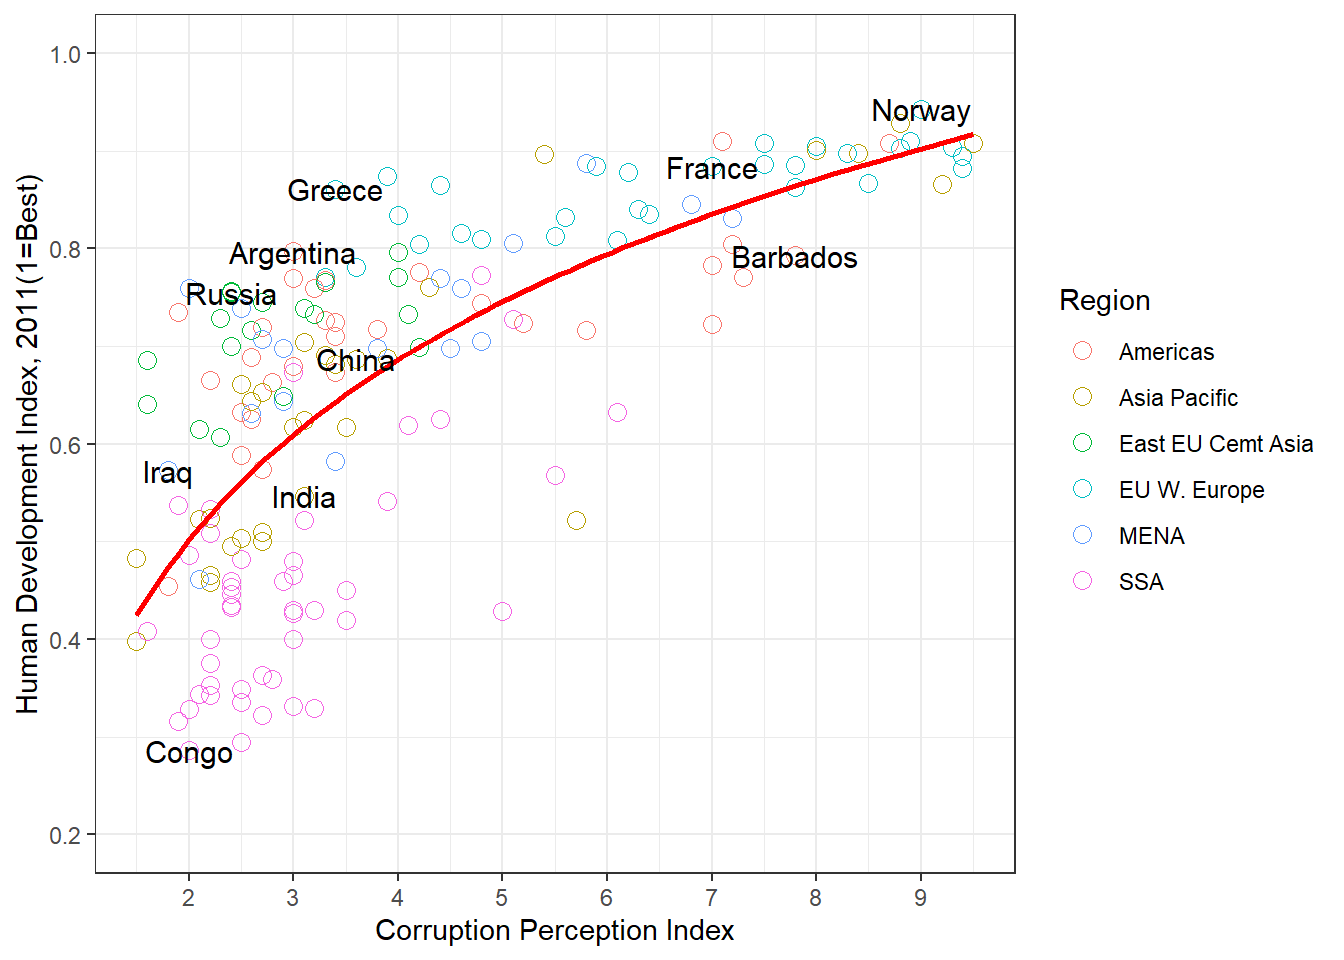 Human Development Index, 2011(1=Best)
1.0
0.8
0.6
0.4
0.2
Norway
France
Greece
Argentina
Barbados
Russia
China
Iraq
India
Congo
2 3 4 5 6 7 8 9
Corruption Perception Index
Region
Americas
Asia Pacific
East EU Cemt Asia
EU W. Europe
MENA
SSA